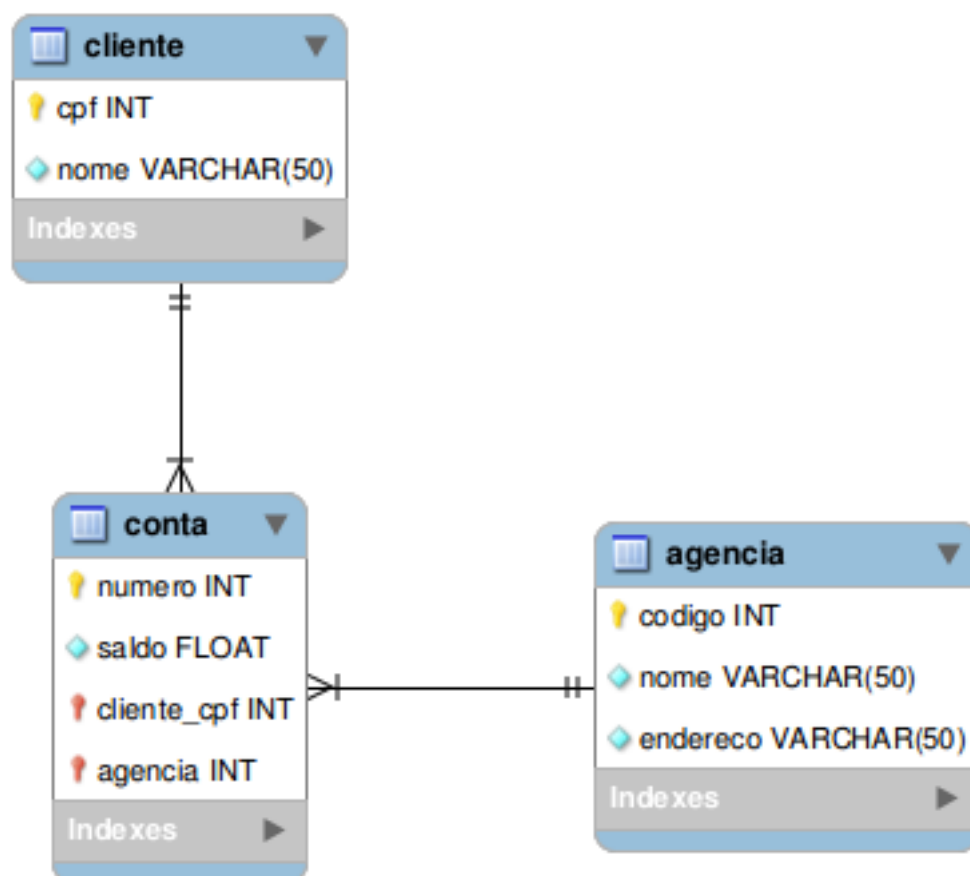 cliente
cpf INT
nome VARCHAR(50)
Indexes
conta
numero INT
saldo FLOAT
cliente_cpf INT
agencia INT
Indexes
agencia
codigo INT
nome VARCHAR(50)
endereco VARCHAR(50)
Indexes